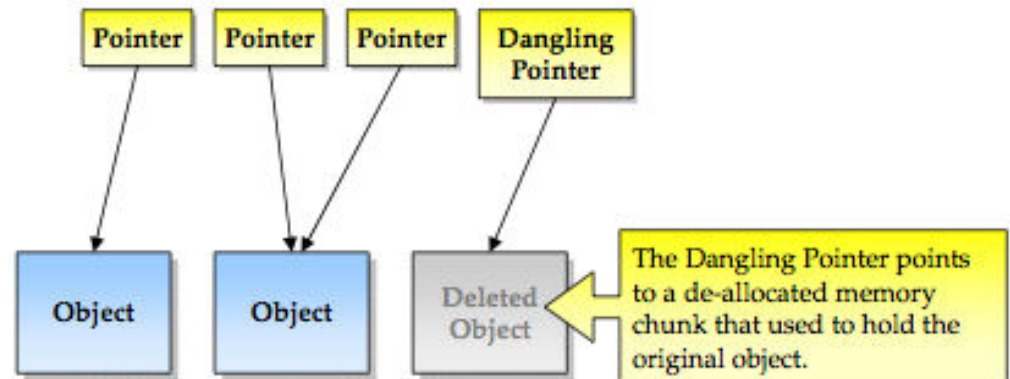 Pointer
Pointer
Pointer
Dangling
Pointer
Object
Object
Deleted
Object
The Dangling Pointer points
to a de-allocated memory
chunk that used to hold the
original object.